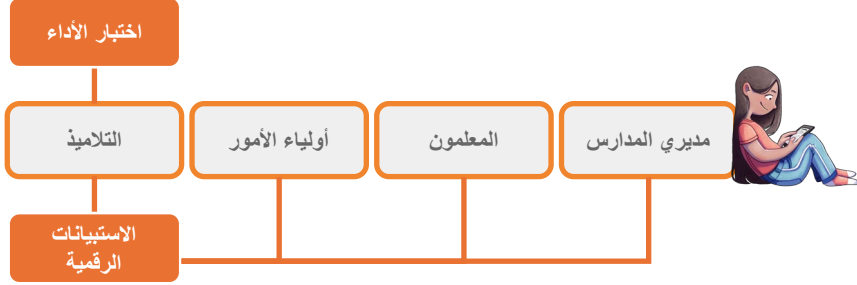 اختبار الأداء
مديري المدارس
المعلمون
أولياء الأمور
التلاميذ
الاستبيانات
الرقمية